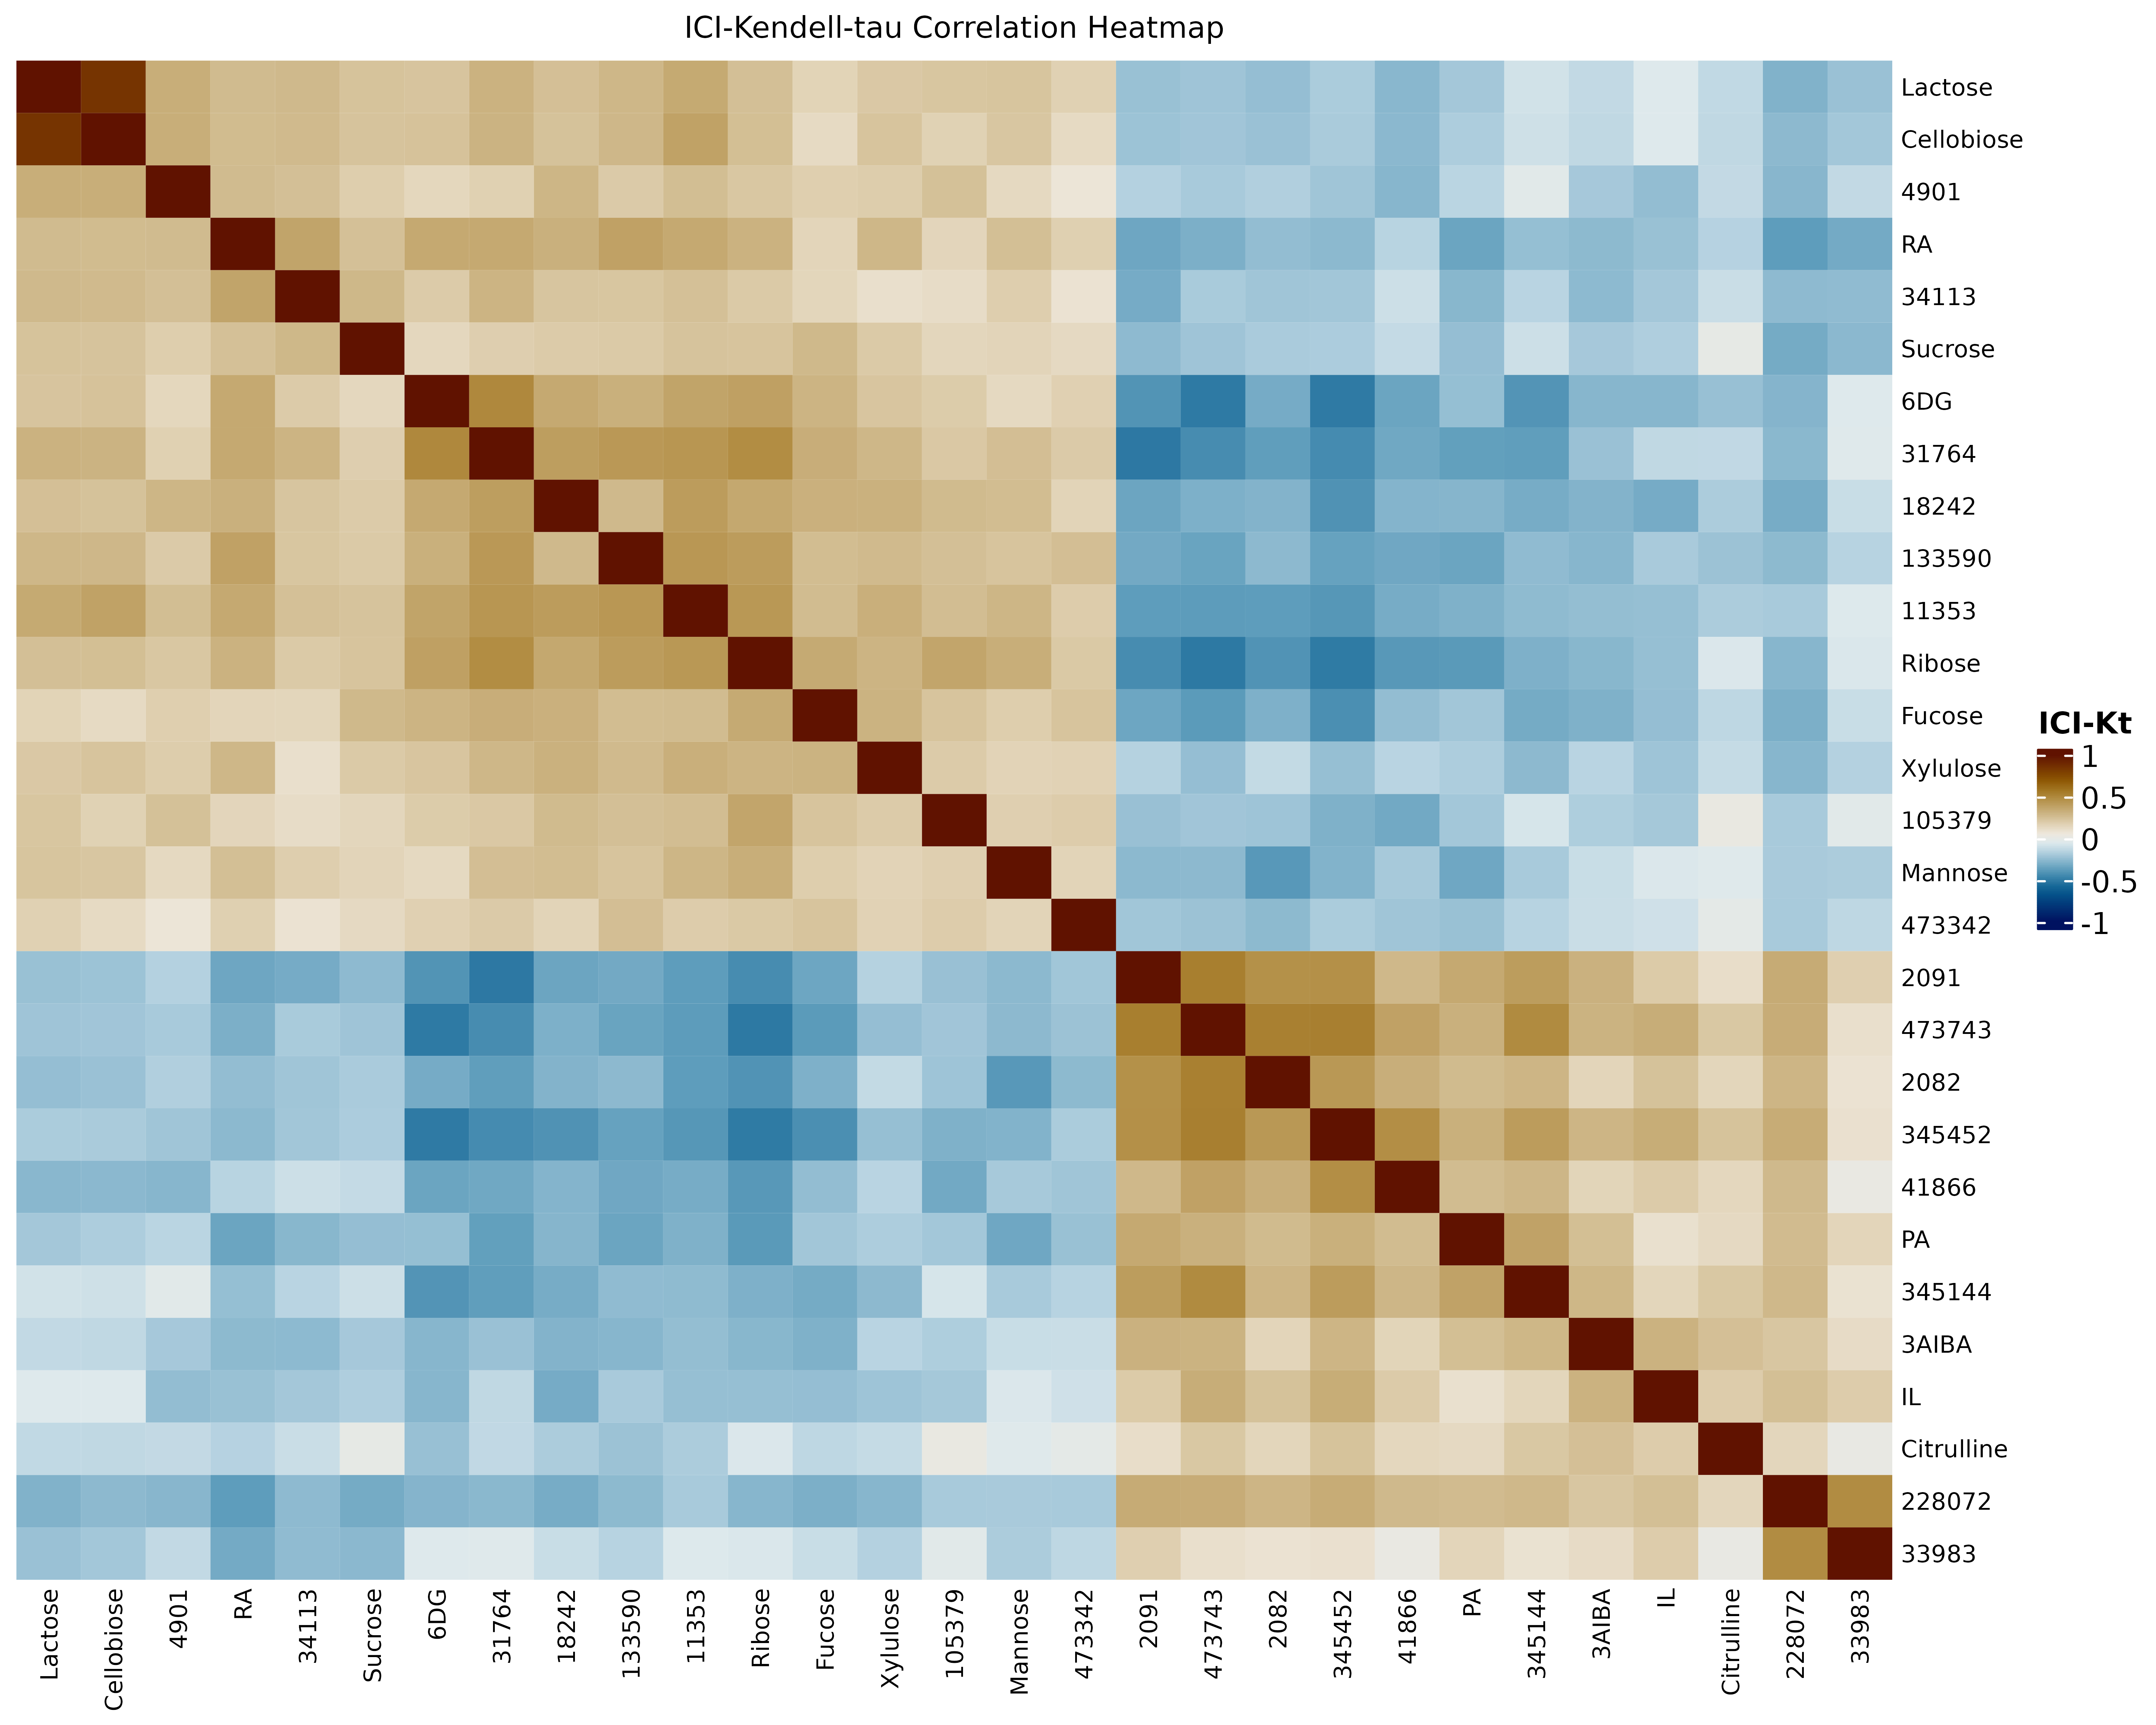 ICI-Kendell-tau Correlation Heatmap
Lactose
Cellobiose
4901
RA
34113
Sucrose
6DG
31764
18242
133590
11353
Ribose
Fucose
Xylulose
105379
Mannose
473342
2091
473743
2082
345452
41866
PA
345144
3AIBA
IL
Citrulline
228072
33983
ICI-Kt
1
0.5
0
-0.5
-1
Lactose
Cellobiose
4901
RA
34113
Sucrose
6DG
31764
18242
133590
11353
Ribose
Fucose
Xylulose
105379
Mannose
473342
2091
473743
2082
345452
41866
PA
345144
3AIBA
IL
Citrulline
228072
33983